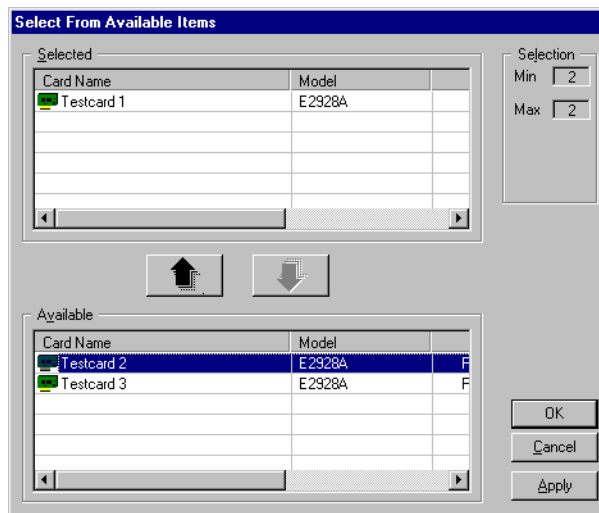 Select From Available Items
Selected
Card Name Model
Testcard 1 E2928A
Selection
Min 2
Max 2
Available
Card Name Model
Testcard 2 E2928A F
Testcard 3 E2928A F
OK
Cancel
Apply